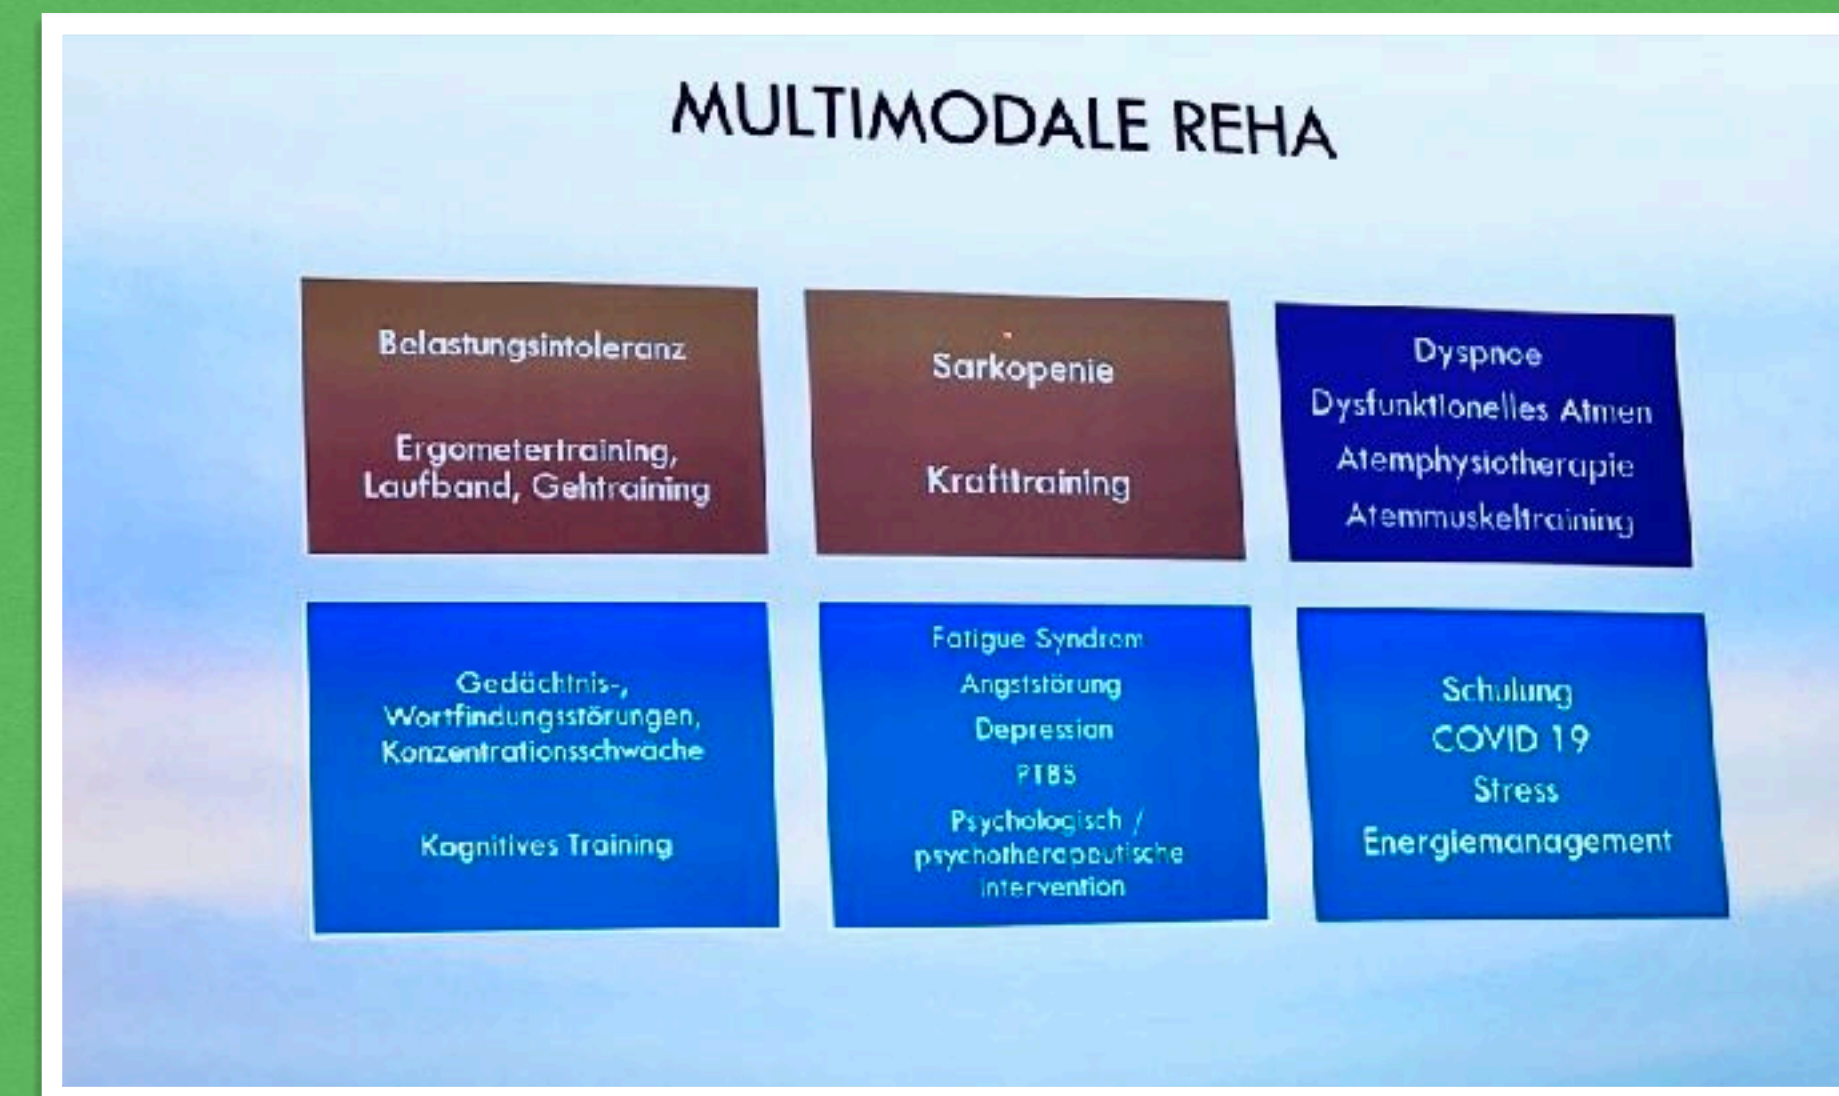 MULTIMODALE REHA
Belastungsintoleranz
Ergometertraining,
Laufband, Gehtraining
Sarkopenie
Krafttraining
Dyspnoe
Dysfunktionelles Atmen
Atemphysiotherapie
Atemmuskeltraining
Gedächtnis-,
Wortfindungsstörungen,
Konzentrationsschwäche
Kognitives Training
Fatigue Syndrom
Angststörung
Depression
PTBS
Psychologisch /
psychotherapeutische
intervention
Schulung
COVID 19
Stress
Energiemanagement